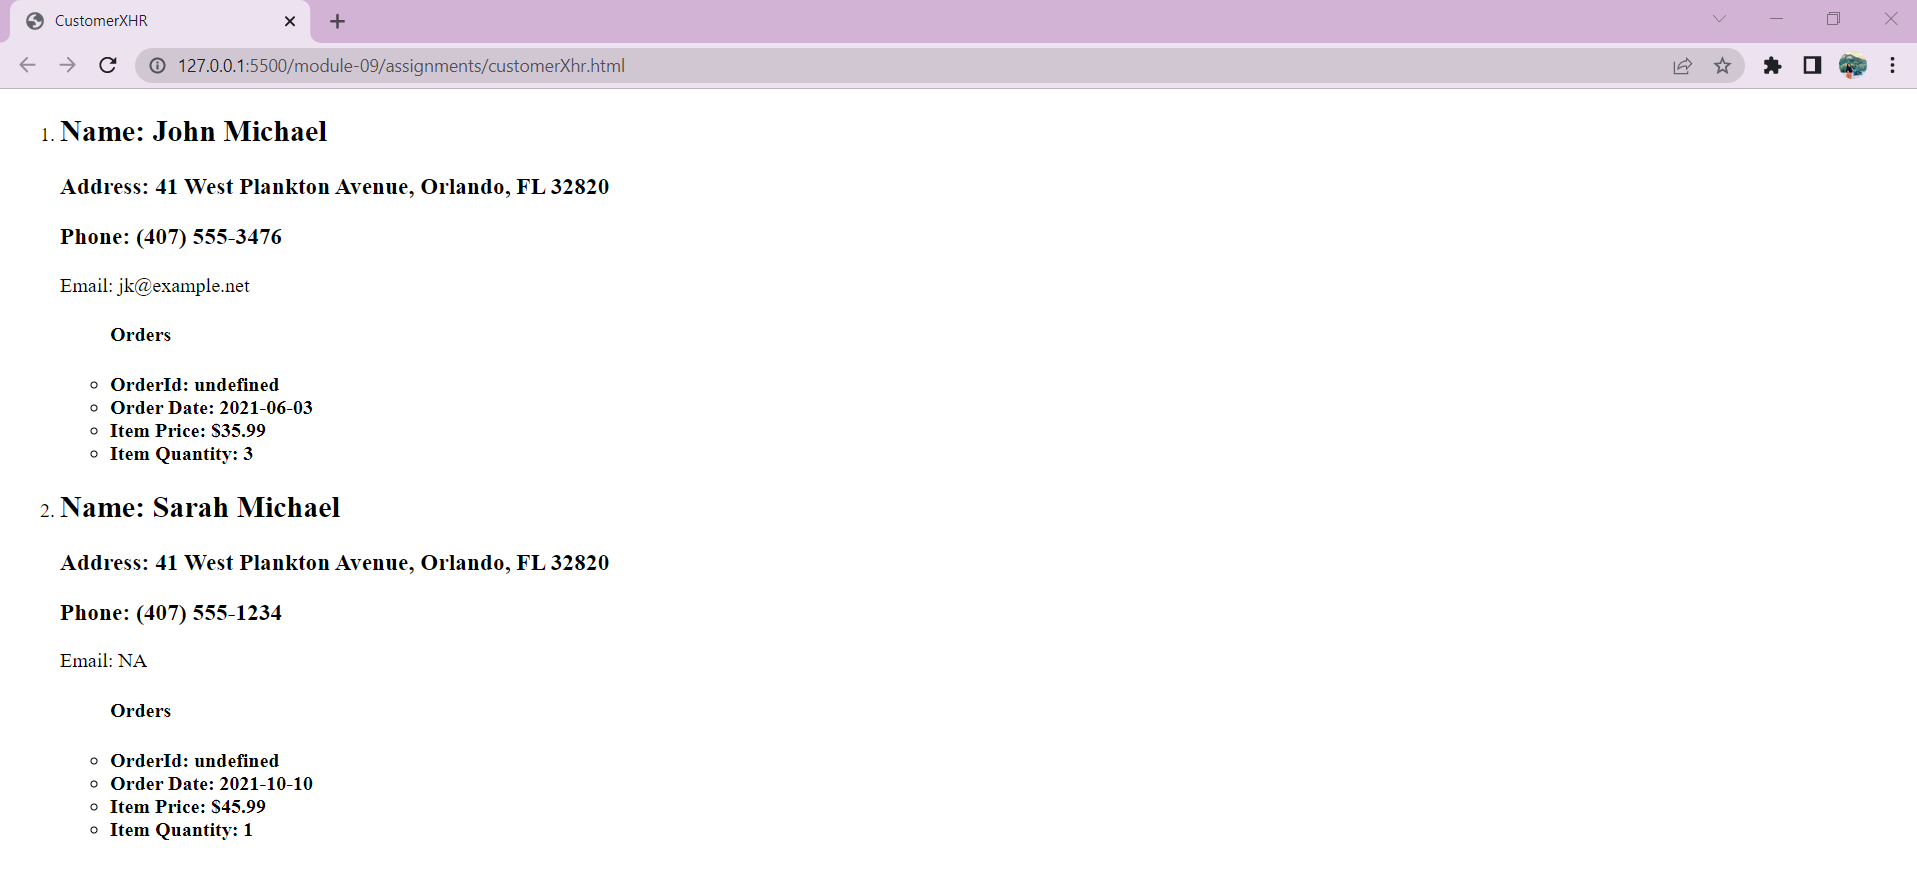 CustomerXHR
127.0.0.1:5500/module-09/assignments/customerXhr.html
1. Name: John Michael
Address: 41 West Plankton Avenue, Orlando, FL 32820
Phone: (407) 555-3476
Email: jk@example.net
Orders
OrderId: undefined
Order Date: 2021-06-03
Item Price: $35.99
Item Quantity: 3
2. Name: Sarah Michael
Address: 41 West Plankton Avenue, Orlando, FL 32820
Phone: (407) 555-1234
Email: NA
Orders
OrderId: undefined
Order Date: 2021-10-10
Item Price: $45.99
Item Quantity: 1